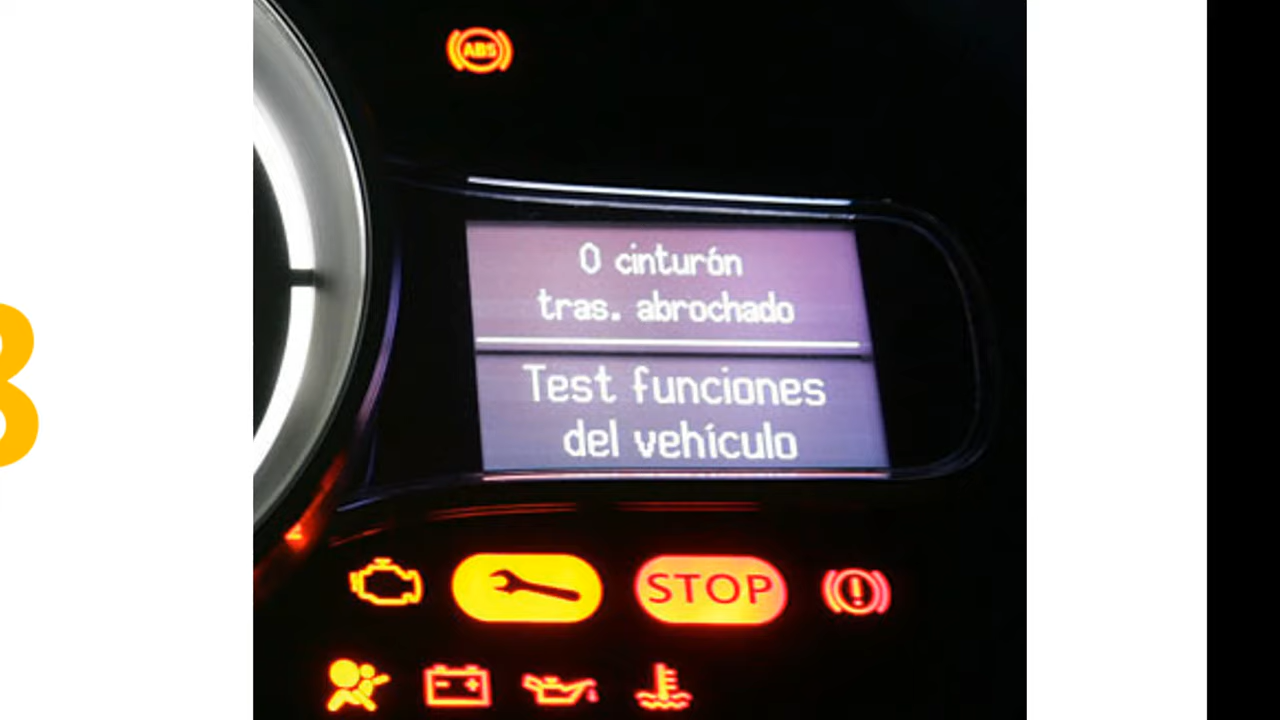 ABS
0 cinturón
tras. abrochado
Test funciones
del vehículo
STOP